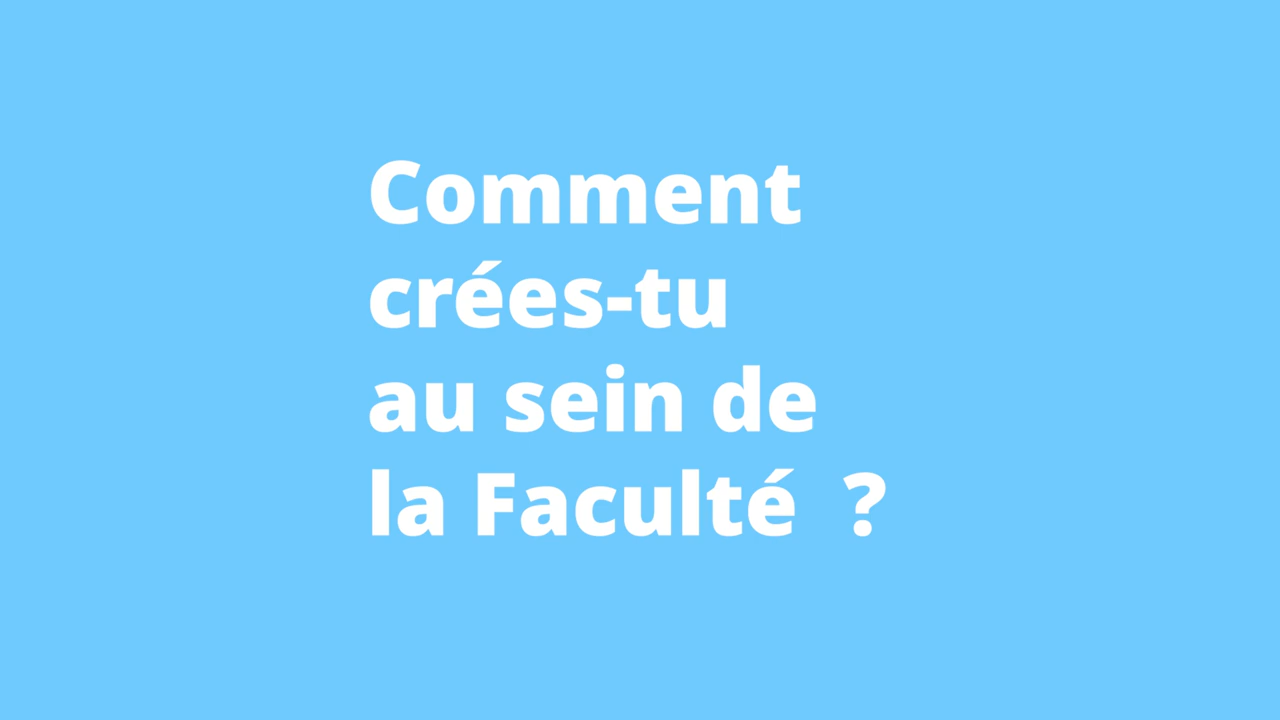 Comment
crées-tu
au sein de
la Faculté  ?